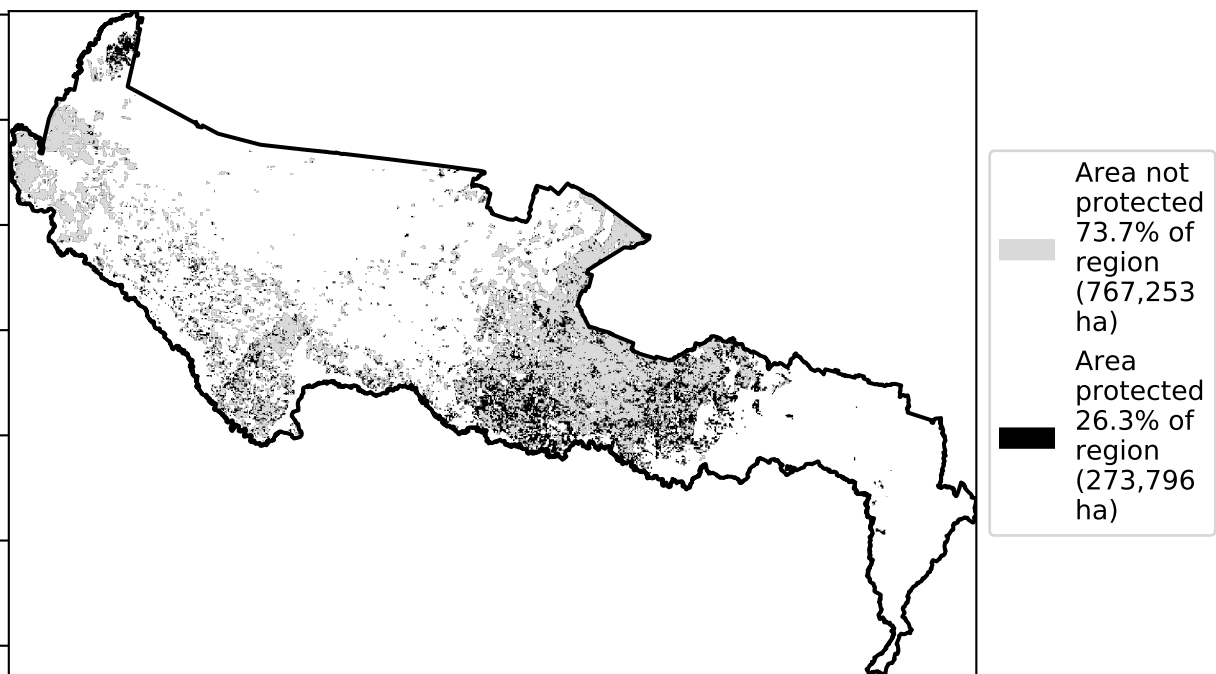 Area not
protected
73.7% of
region
(767,253
ha)
Area
protected
26.3% of
region
(273,796
ha)